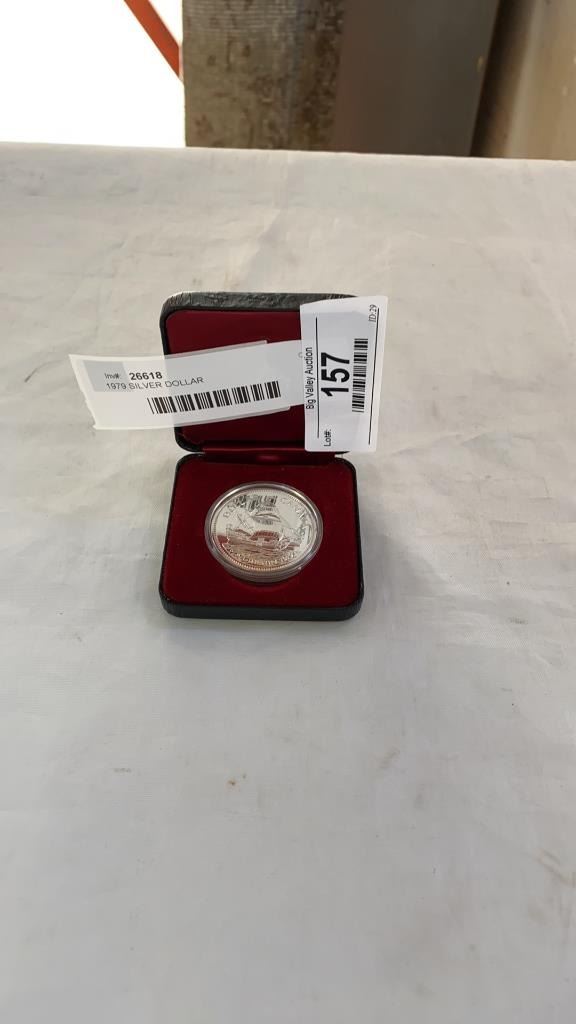 Inv#: 26618
1979 SILVER DOLLAR
Big Valley Auction
Lot#: 157
ID:29